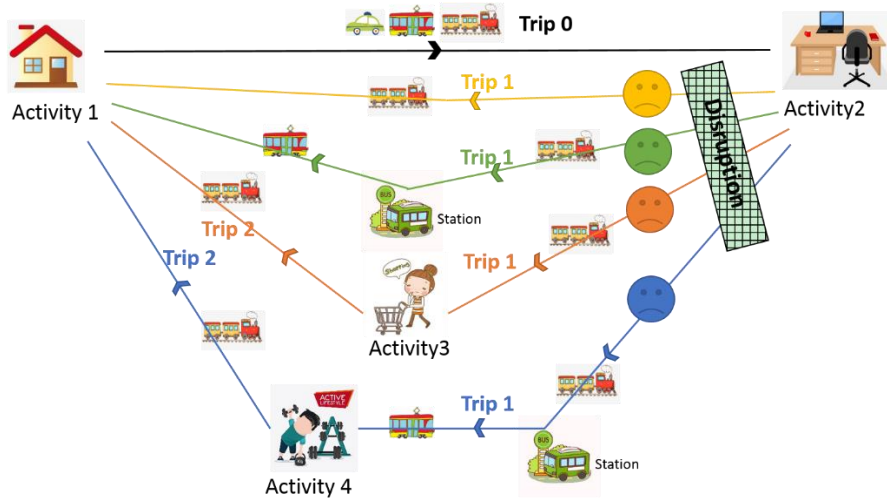 Trip 0
Activity 1
Activity2
Trip 1
Disruption
Trip 1
BUS
Station
Trip 2
Trip 2
Trip 1
SHOPPING
Activity3
ACTIVE
LIFESTYLE
Trip 1
BUS
Station
Activity 4